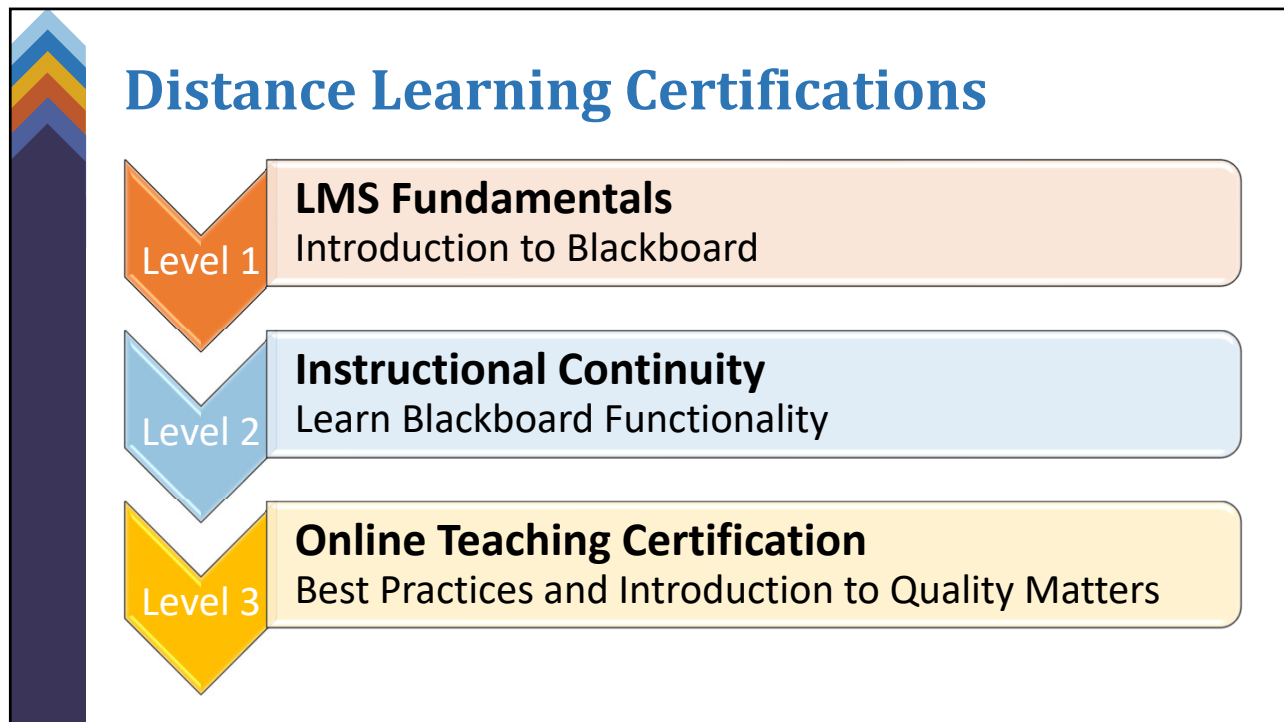 Distance Learning Certifications
Level 1
LMS Fundamentals
Introduction to Blackboard
Level 2
Instructional Continuity
Learn Blackboard Functionality
Level 3
Online Teaching Certification
Best Practices and Introduction to Quality Matters